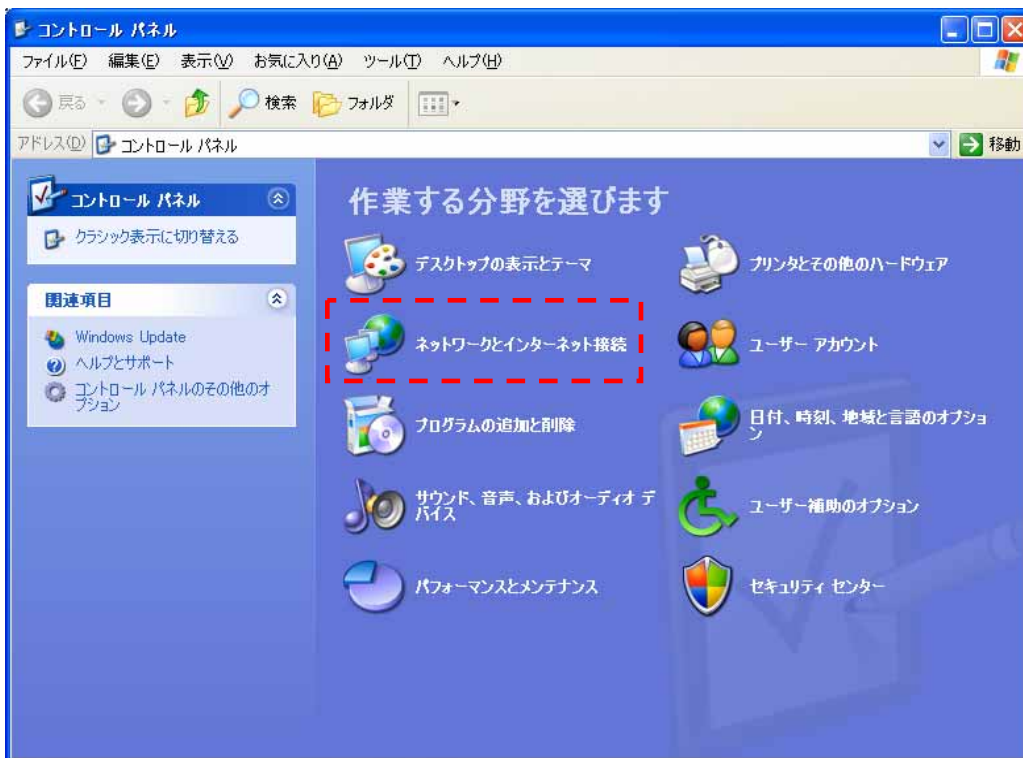 コントロール パネル
ファイル(F) 編集(E) 表示(V) お気に入り(A) ツール(T) ヘルプ(H)
戻る 検索 フォルダ
アドレス(D) コントロール パネル 移動
コントロール パネル
クラシック表示に切り替える
関連項目
Windows Update
ヘルプとサポート
コントロール パネルのその他のオ
プション
作業する分野を選びます
デスクトップの表示とテーマ
プリンタとその他のハードウェア
ネットワークとインターネット接続
ユーザー アカウント
プログラムの追加と削除
日付、時刻、地域と言語のオプショ
ン
サウンド、音声、およびオーディオ デ
バイス
ユーザー補助のオプション
パフォーマンスとメンテナンス
セキュリティ センター